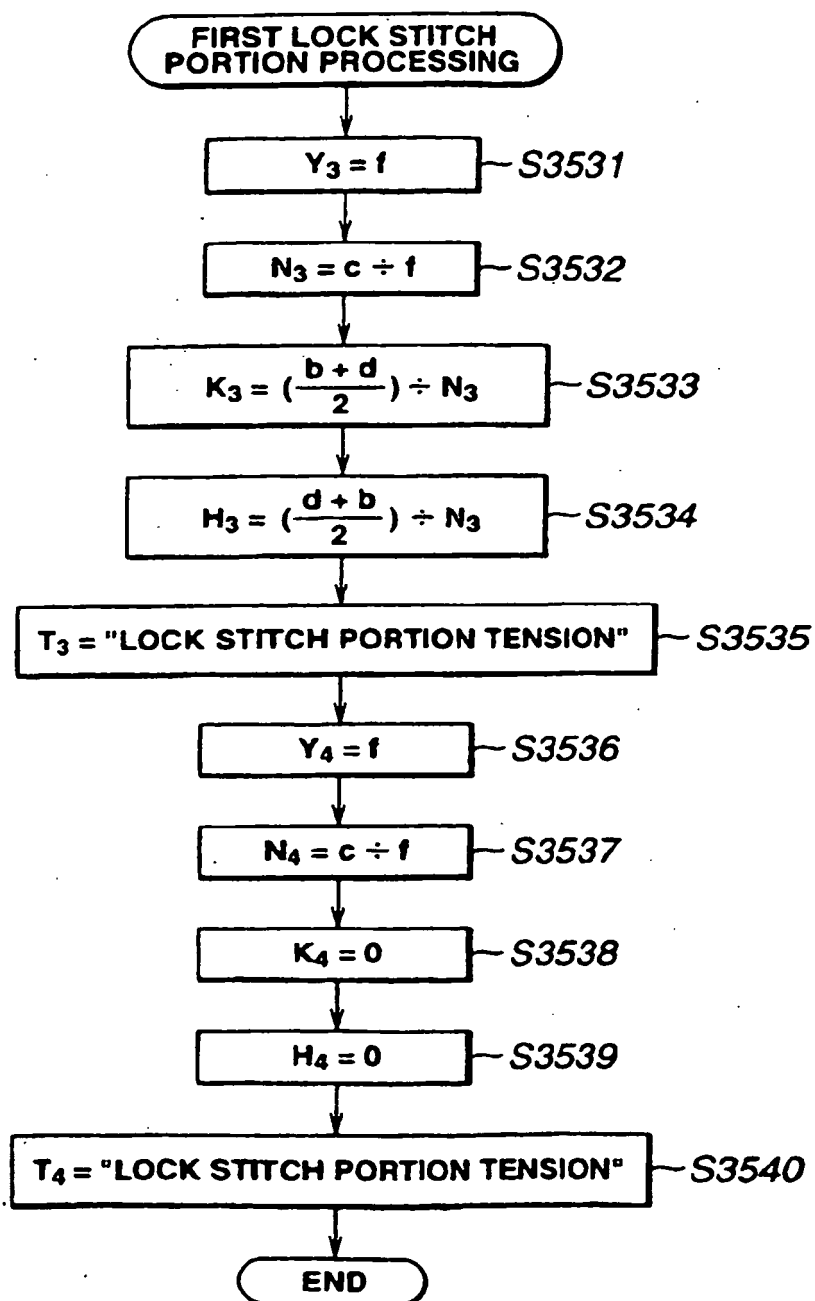 FIRST LOCK STITCH
PORTION PROCESSING
Y₃ = f
S3531
N₃ = c ÷ f
S3532
K₃ = (b + d / 2) ÷ N₃
S3533
H₃ = (d + b / 2) ÷ N₃
S3534
T₃ = "LOCK STITCH PORTION TENSION"
S3535
Y₄ = f
S3536
N₄ = c ÷ f
S3537
K₄ = 0
S3538
H₄ = 0
S3539
T₄ = "LOCK STITCH PORTION TENSION"
S3540
END